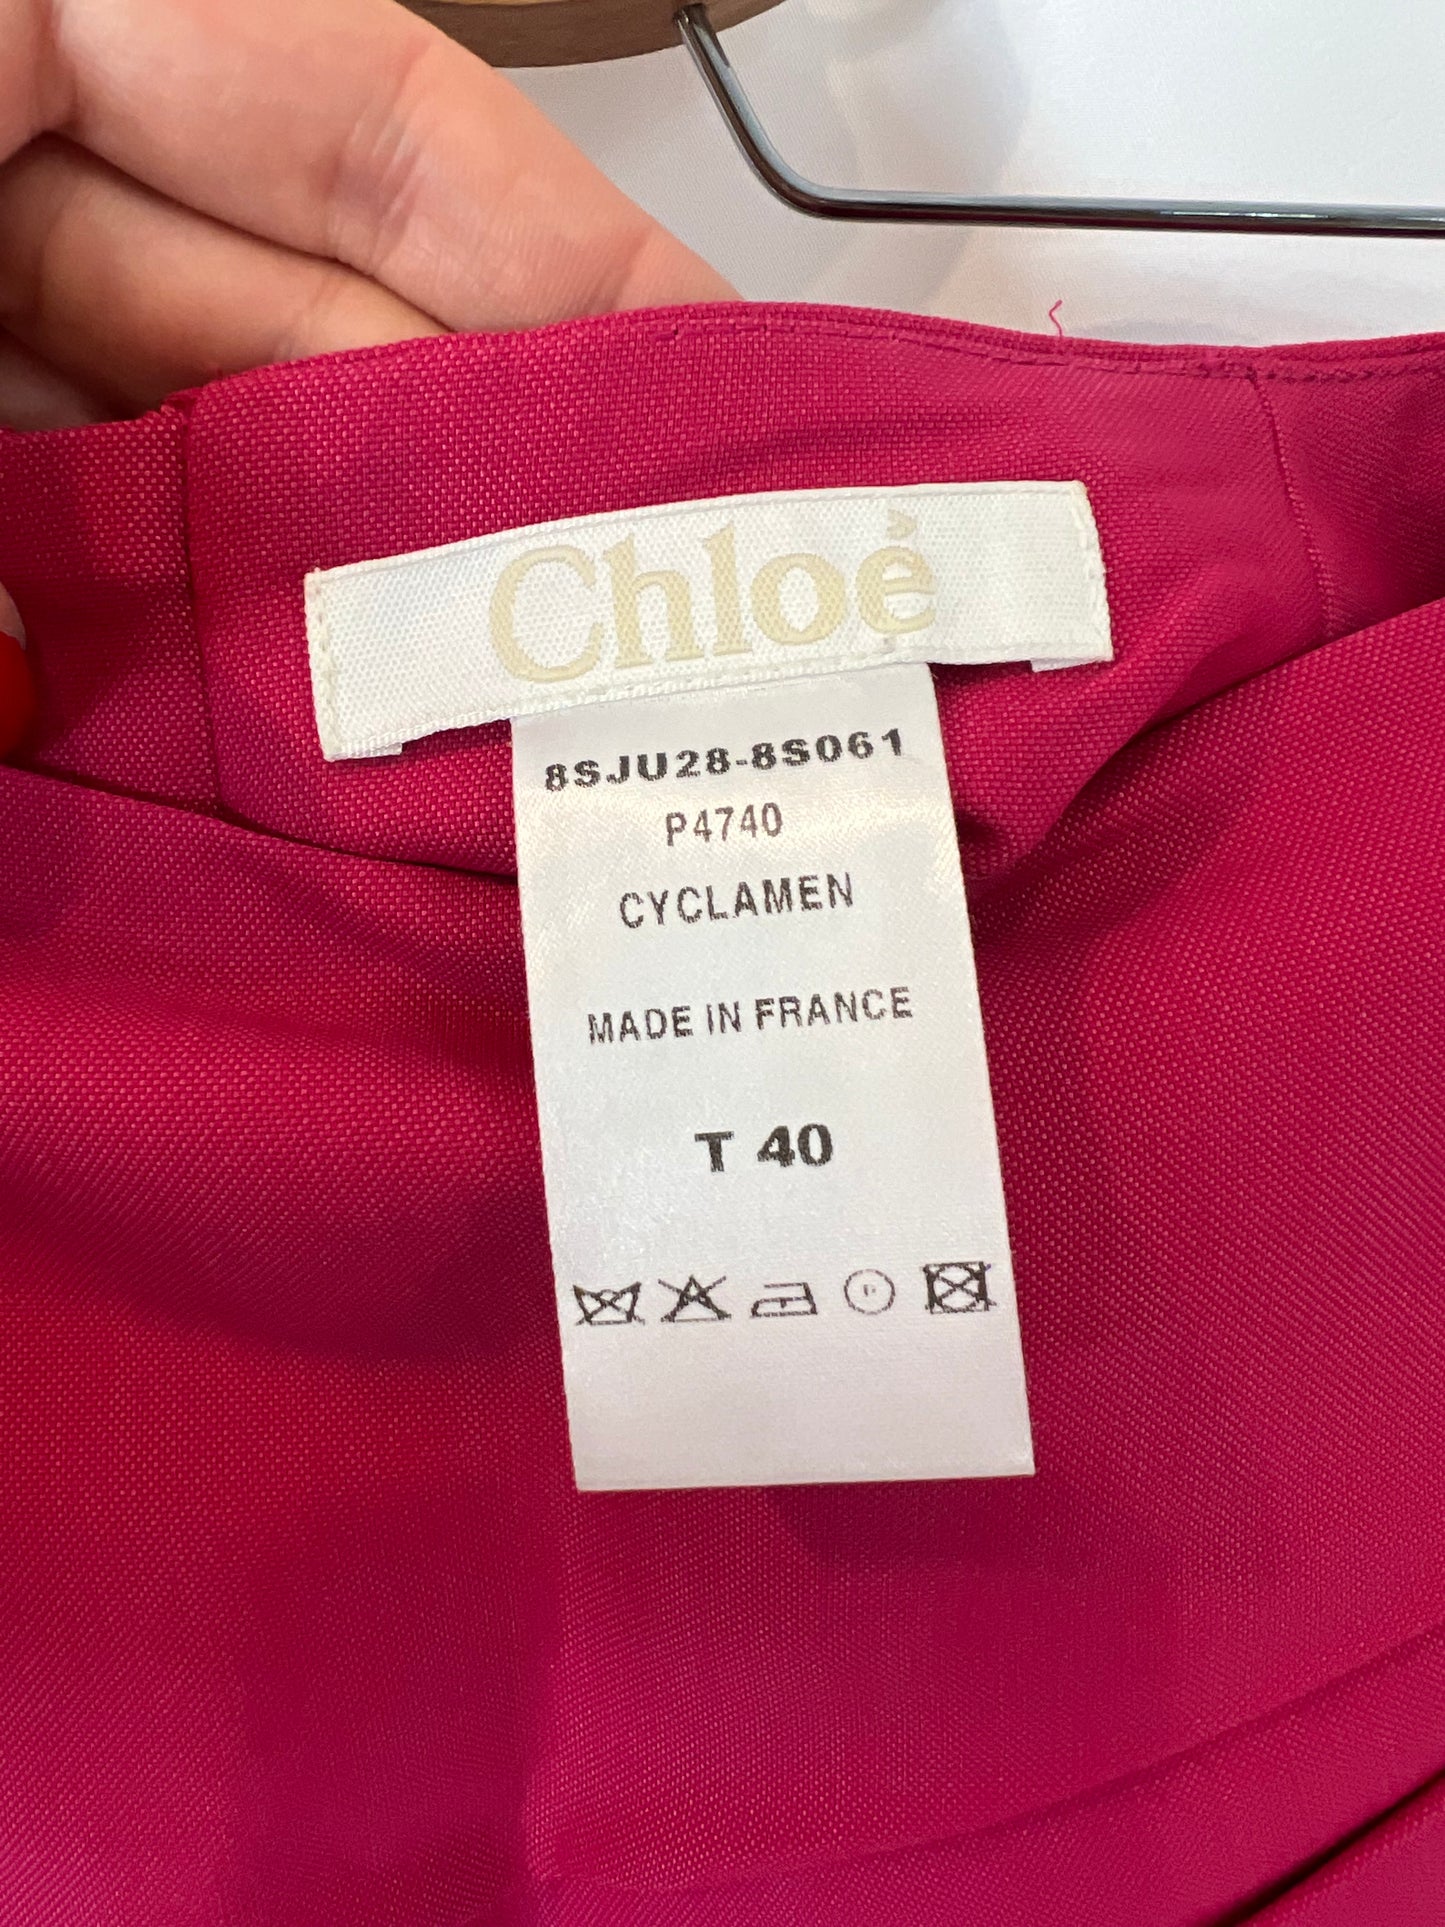 Chloé
8SJU28-8S061
P4740
CYCLAMEN
MADE IN FRANCE
T 40
P